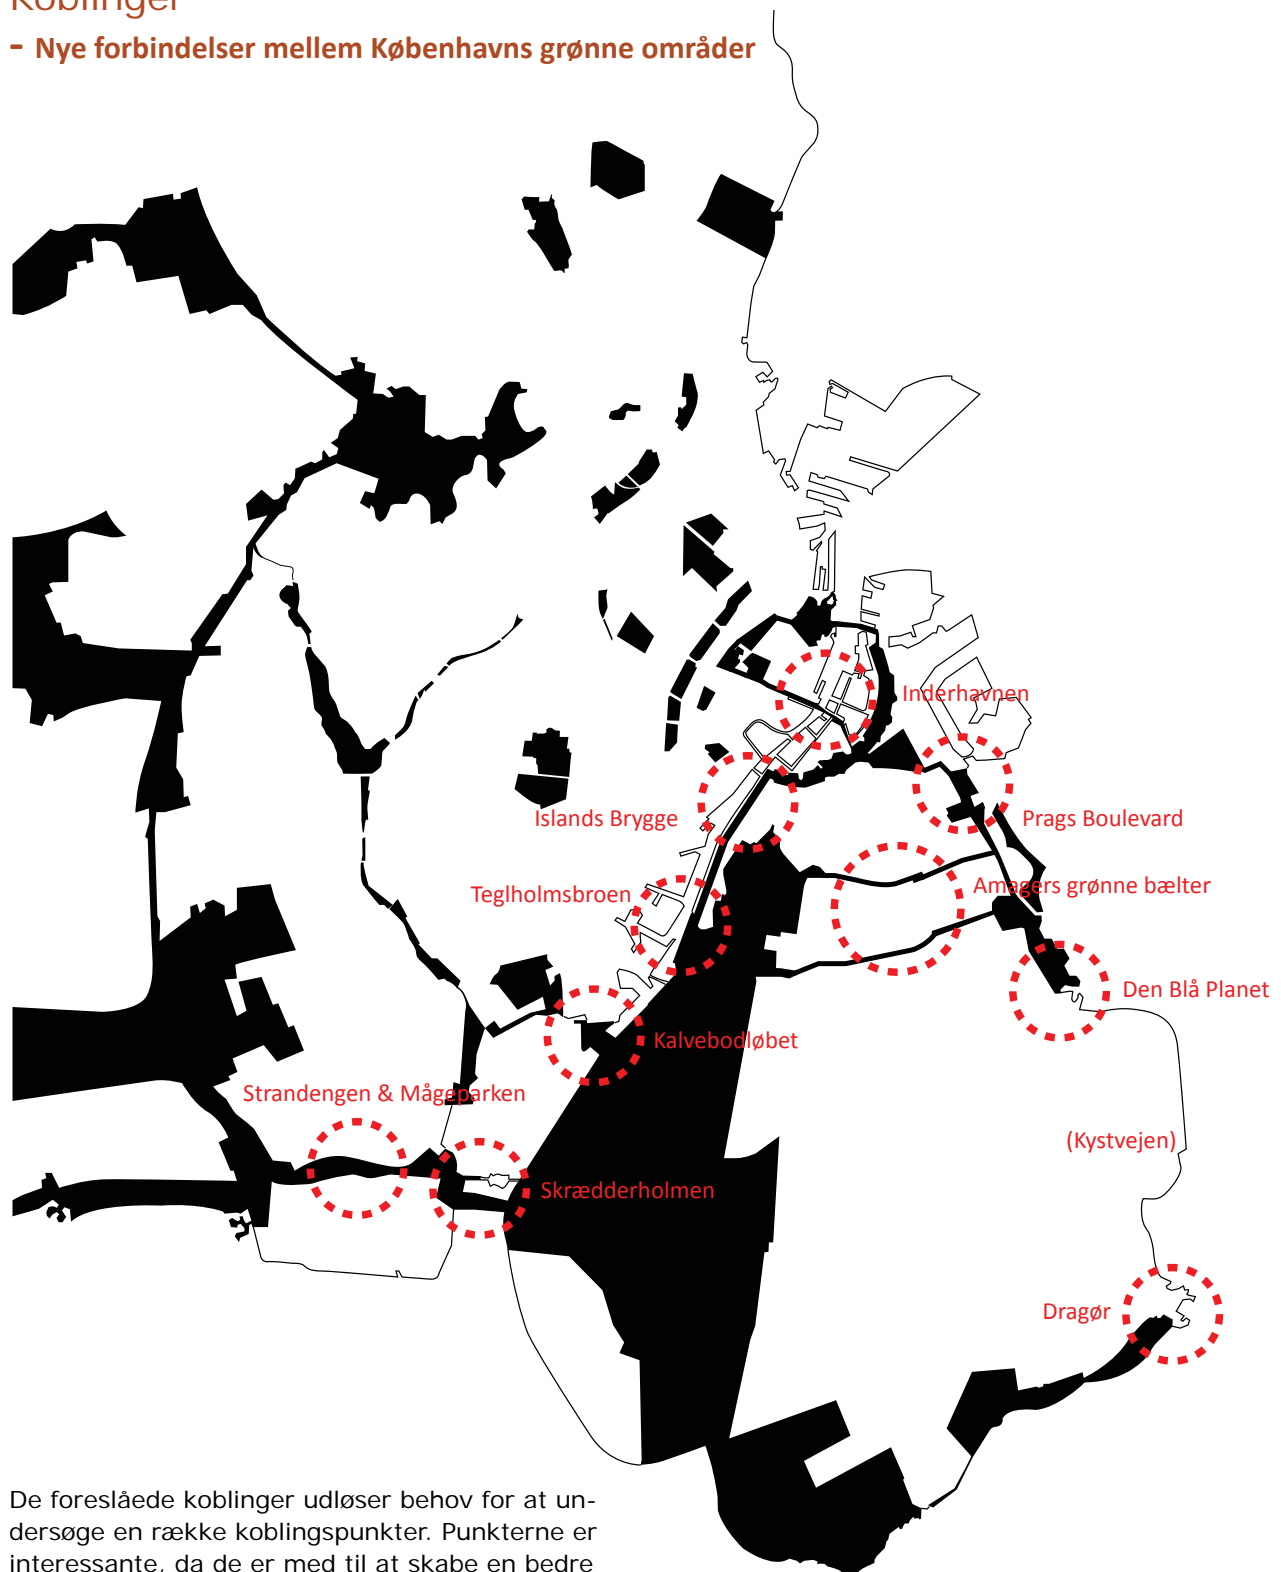 Koblinger
- Nye forbindelser mellem Københavns grønne områder
Inderhavnen
Islands Brygge
Prags Boulevard
Teglholmsbroen
Amagers grønne bælter
Den Blå Planet
Kalvebodløbet
Strandengen & Mågeparken
(Kystvejen)
Skrædderholmen
Dragør
De foreslåede koblinger udløser behov for at un-
dersøge en række koblingspunkter. Punkterne er
interessante, da de er med til at skabe en bedre